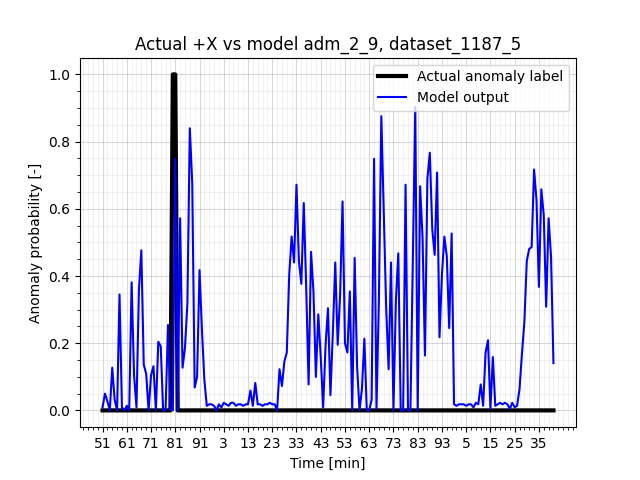 Actual +X vs model adm_2_9, dataset_1187_5
Actual anomaly label
Model output
Anomaly probability [-]
1.0
0.8
0.6
0.4
0.2
0.0
51 61 71 81 91 3 13 23 33 43 53 63 73 83 93 5 15 25 35
Time [min]